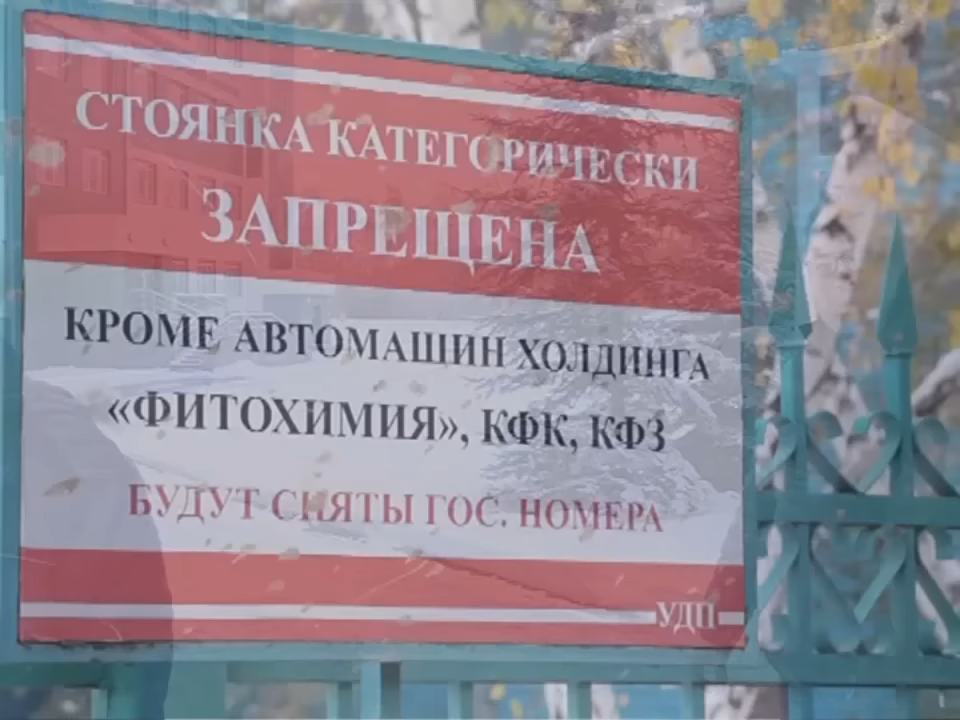 СТОЯНКА КАТЕГОРИЧЕСКИ
ЗАПРЕЩЕНА
КРОМЕ АВТОМАШИН ХОЛДИНГА
«ФИТОХИМИЯ», КФК, КФЗ
БУДУТ СНЯТЫ ГОС. НОМЕРА
УДП